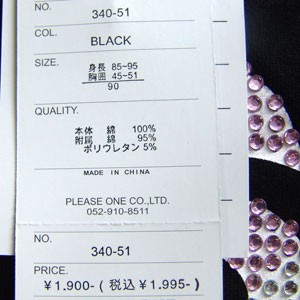 NO.
340-51
COL.
BLACK
SIZE.
身長 85~95
胸囲 45~51
90
QUALITY.
本体 綿 100%
附属 綿 95%
ポリウレタン 5%
MADE IN CHINA
PLEASE ONE CO.,LTD.
052-910-8511
NO.
340-51
PRICE.
¥1.900-(税込¥1.995-)